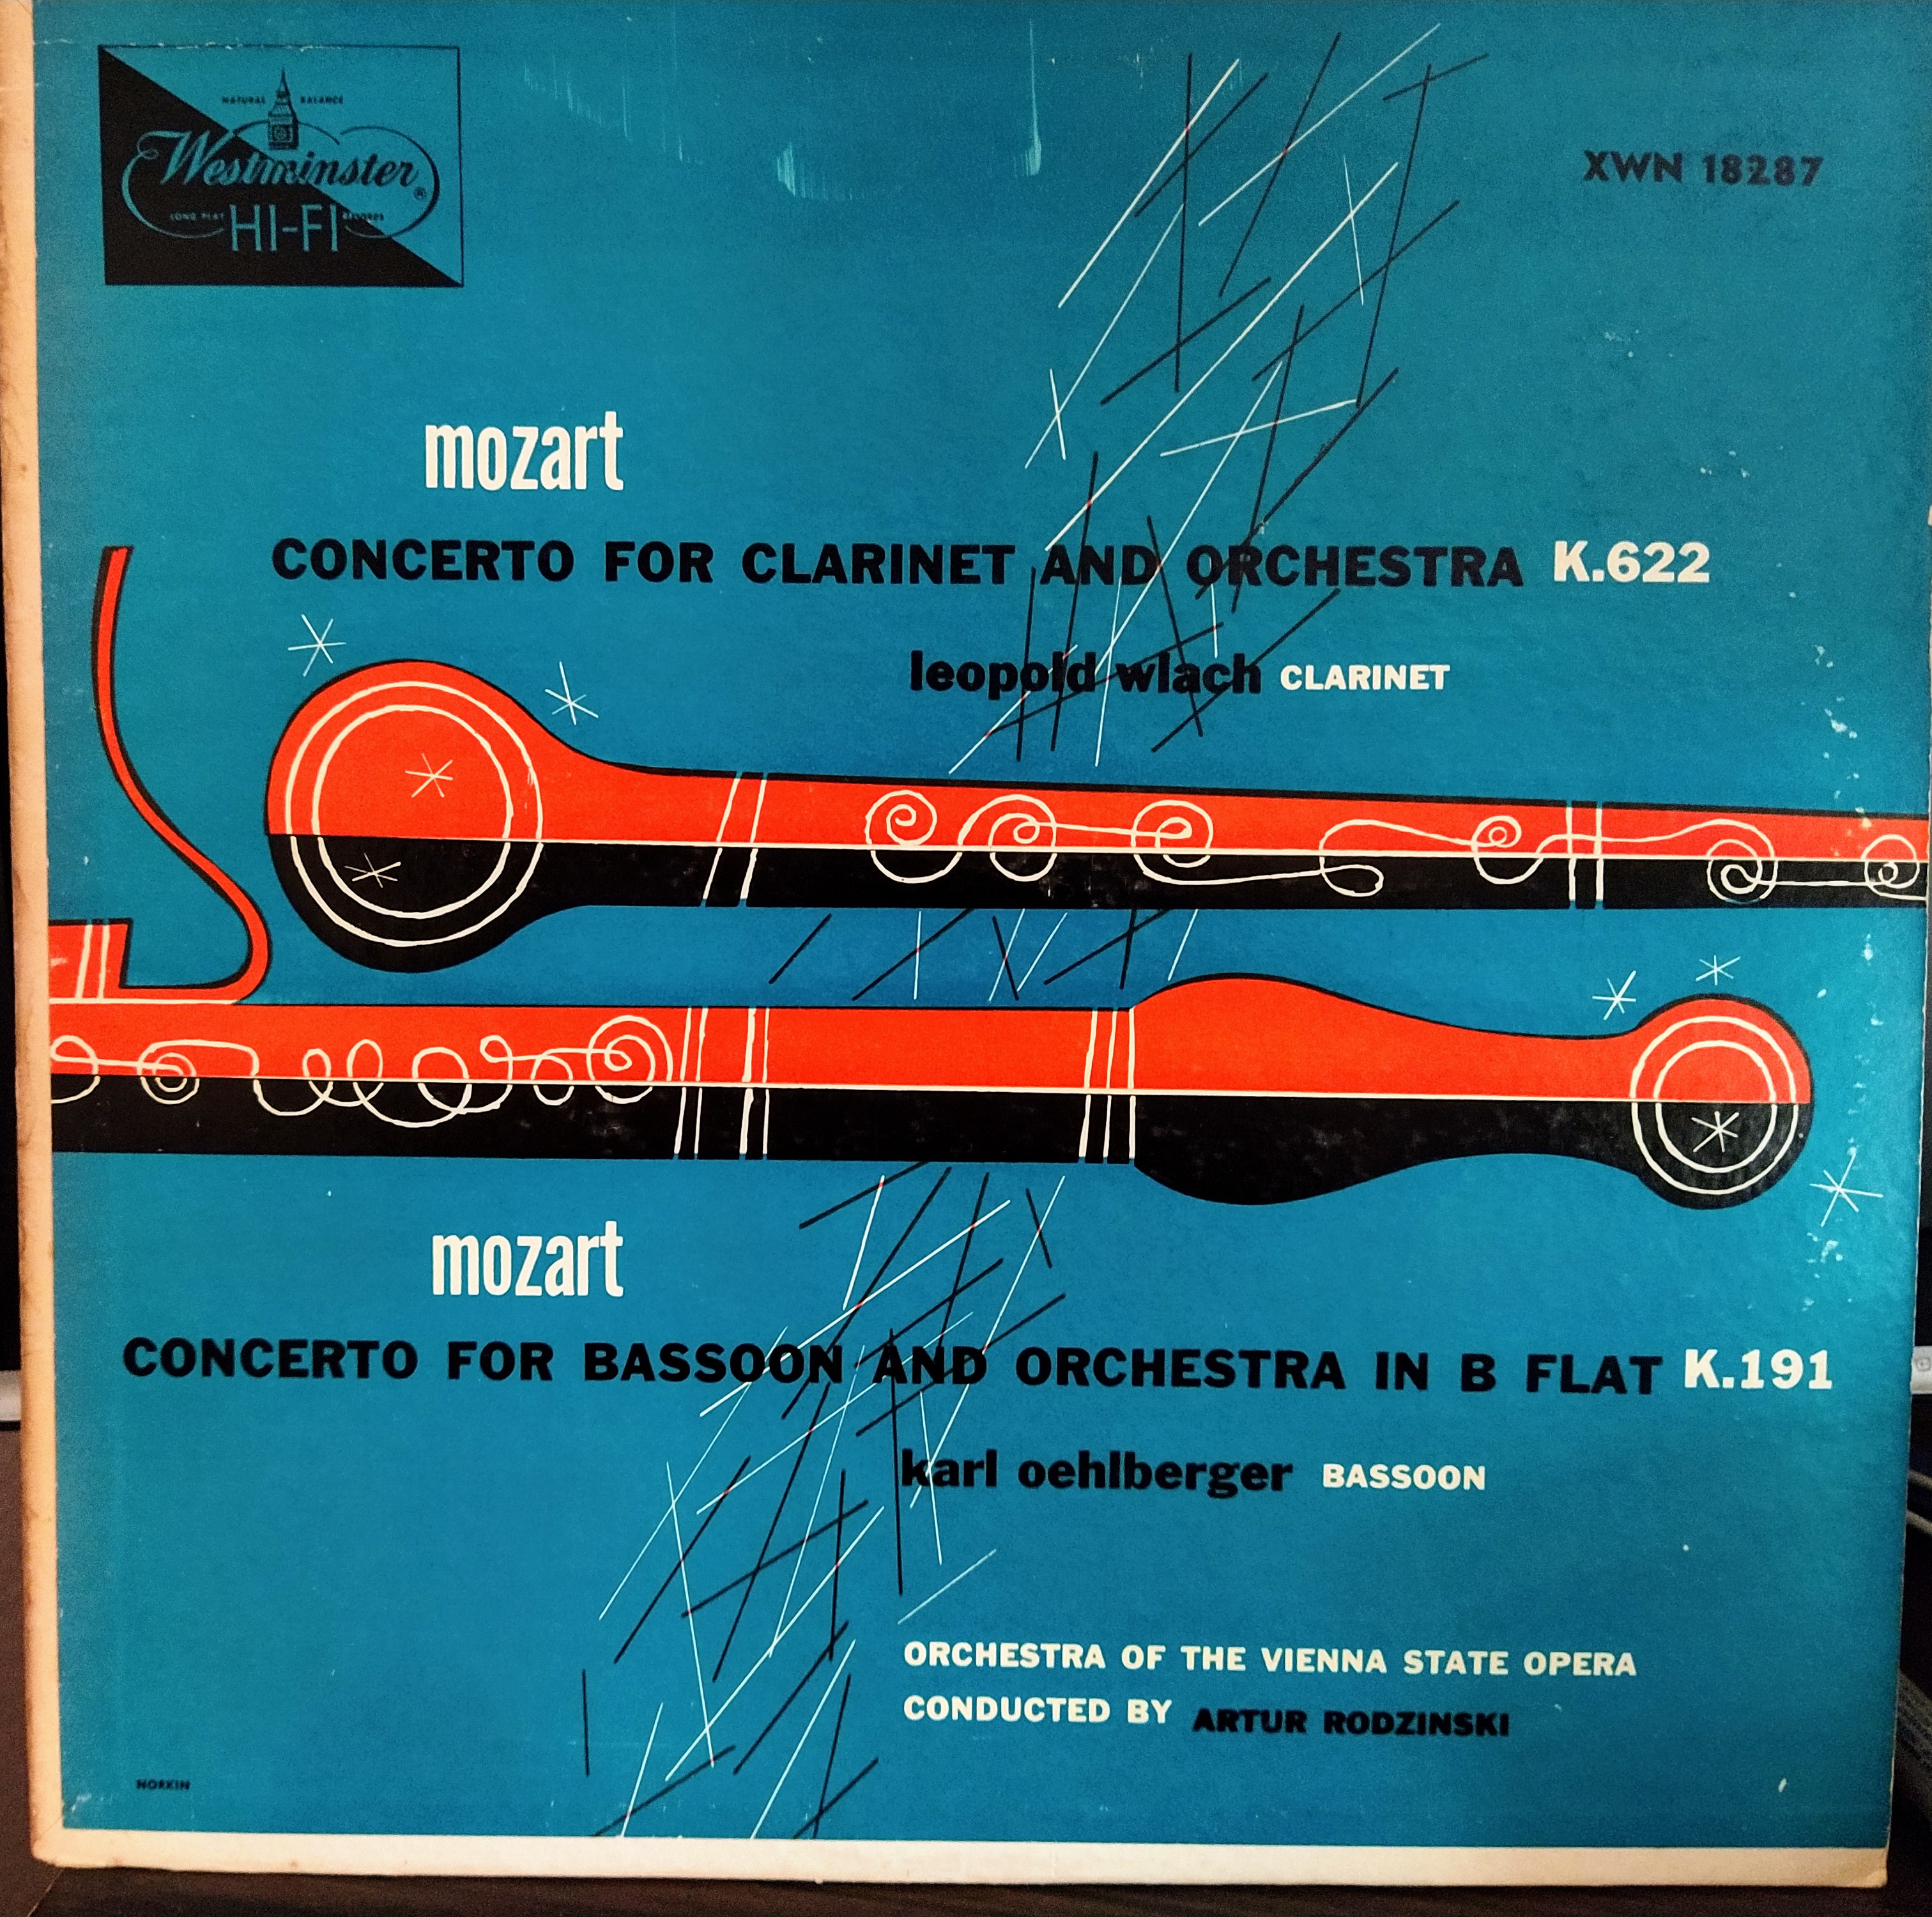 NATURAL BALANCE
Westminster ®
LONG PLAY RECORDS
HI-FI
XWN 18287
mozart
CONCERTO FOR CLARINET AND ORCHESTRA K.622
leopold wlach CLARINET
mozart
CONCERTO FOR BASSOON AND ORCHESTRA IN B FLAT K.191
karl oehlberger BASSOON
ORCHESTRA OF THE VIENNA STATE OPERA
CONDUCTED BY ARTUR RODZINSKI
NORKIN